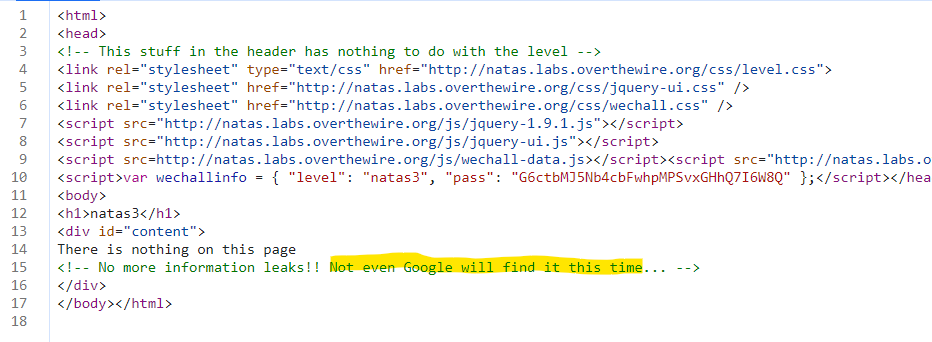 1 <html>
2 <head>
3 <!-- This stuff in the header has nothing to do with the level -->
4 <link rel="stylesheet" type="text/css" href="http://natas.labs.overthewire.org/css/level.css">
5 <link rel="stylesheet" href="http://natas.labs.overthewire.org/css/jquery-ui.css" />
6 <link rel="stylesheet" href="http://natas.labs.overthewire.org/css/wechall.css" />
7 <script src="http://natas.labs.overthewire.org/js/jquery-1.9.1.js"></script>
8 <script src="http://natas.labs.overthewire.org/js/jquery-ui.js"></script>
9 <script src=http://natas.labs.overthewire.org/js/wechall-data.js></script><script src="http://natas.labs.o
10 <script>var wechallinfo = { "level": "natas3", "pass": "G6ctbMJ5Nb4cbFwhpMPSvxGHhQ7I6W8Q" };</script></hea
11 <body>
12 <h1>natas3</h1>
13 <div id="content">
14 There is nothing on this page
15 <!-- No more information leaks!! Not even Google will find it this time... -->
16 </div>
17 </body></html>
18